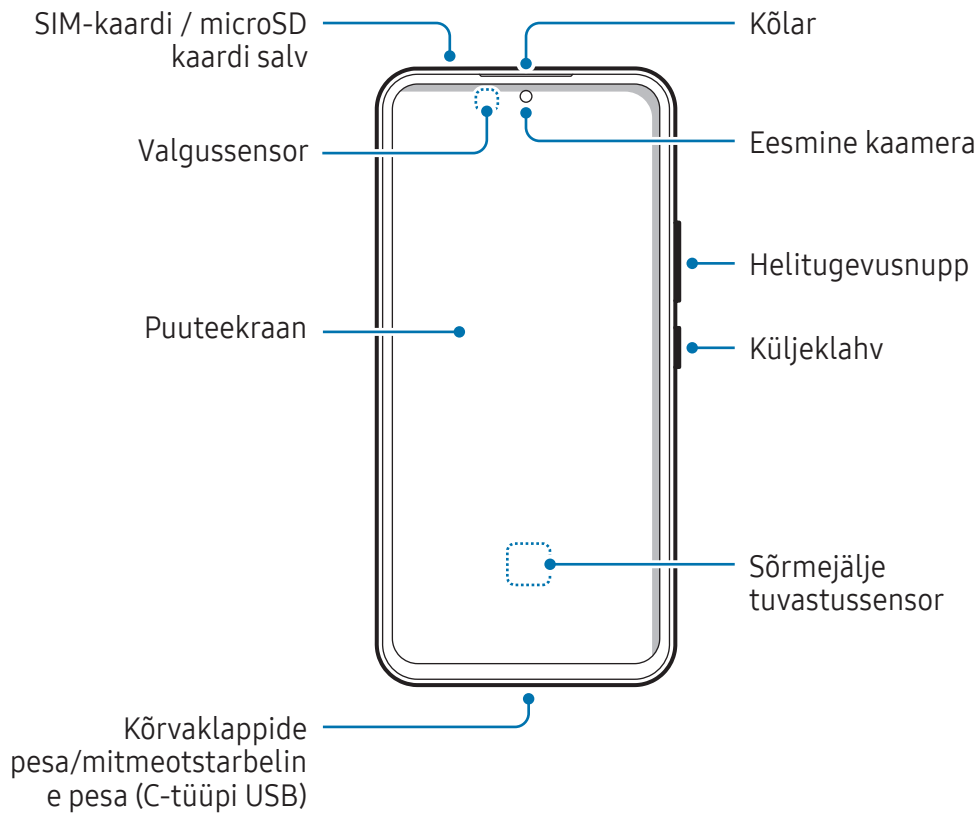 SIM-kaardi / microSD
kaardi salv
Valgussensor
Puuteekraan
Kõrvaklappide
pesa/mitmeotstarbelin
e pesa (C-tüüpi USB)
Kõlar
Eesmine kaamera
Helitugevusnupp
Küljeklahv
Sõrmejälje
tuvastussensor